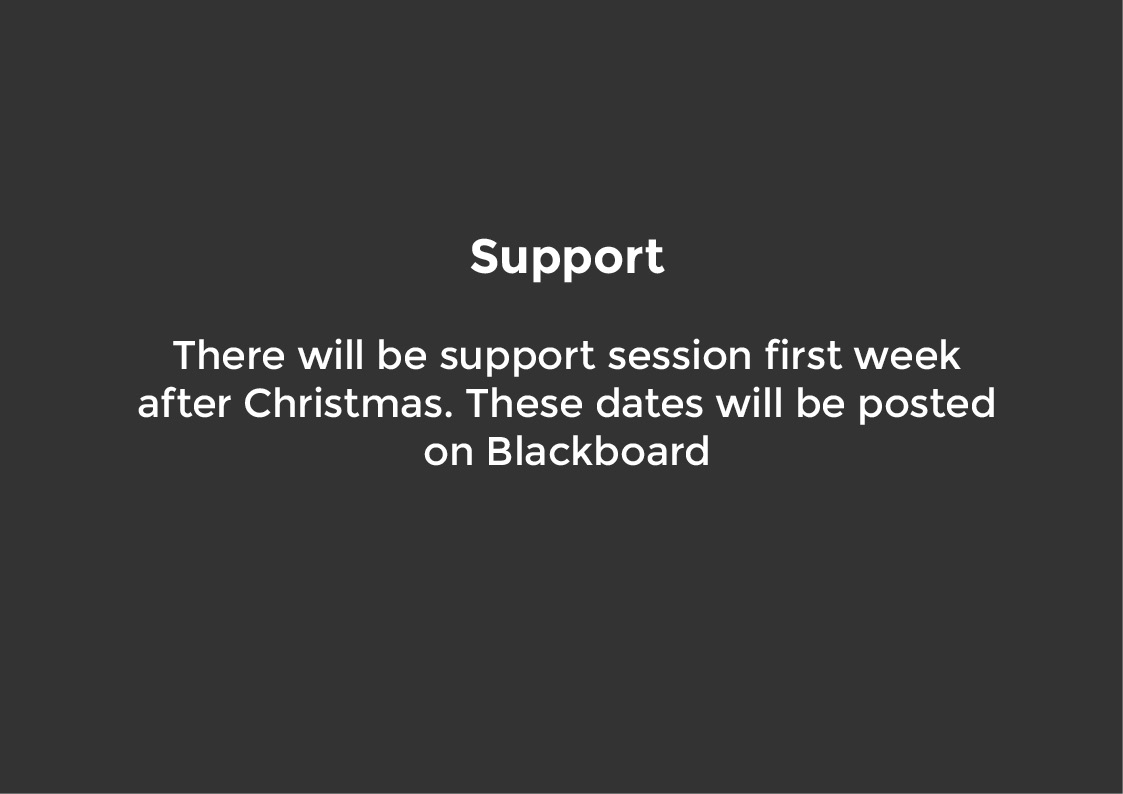 Support
There will be support session first week
after Christmas. These dates will be posted
on Blackboard